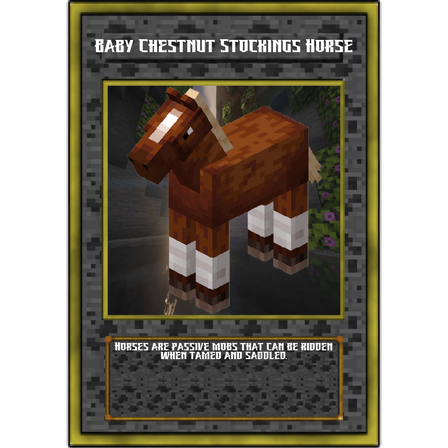 Baby Chestnut Stockings Horse
Horses are passive mobs that can be ridden
when tamed and saddled.